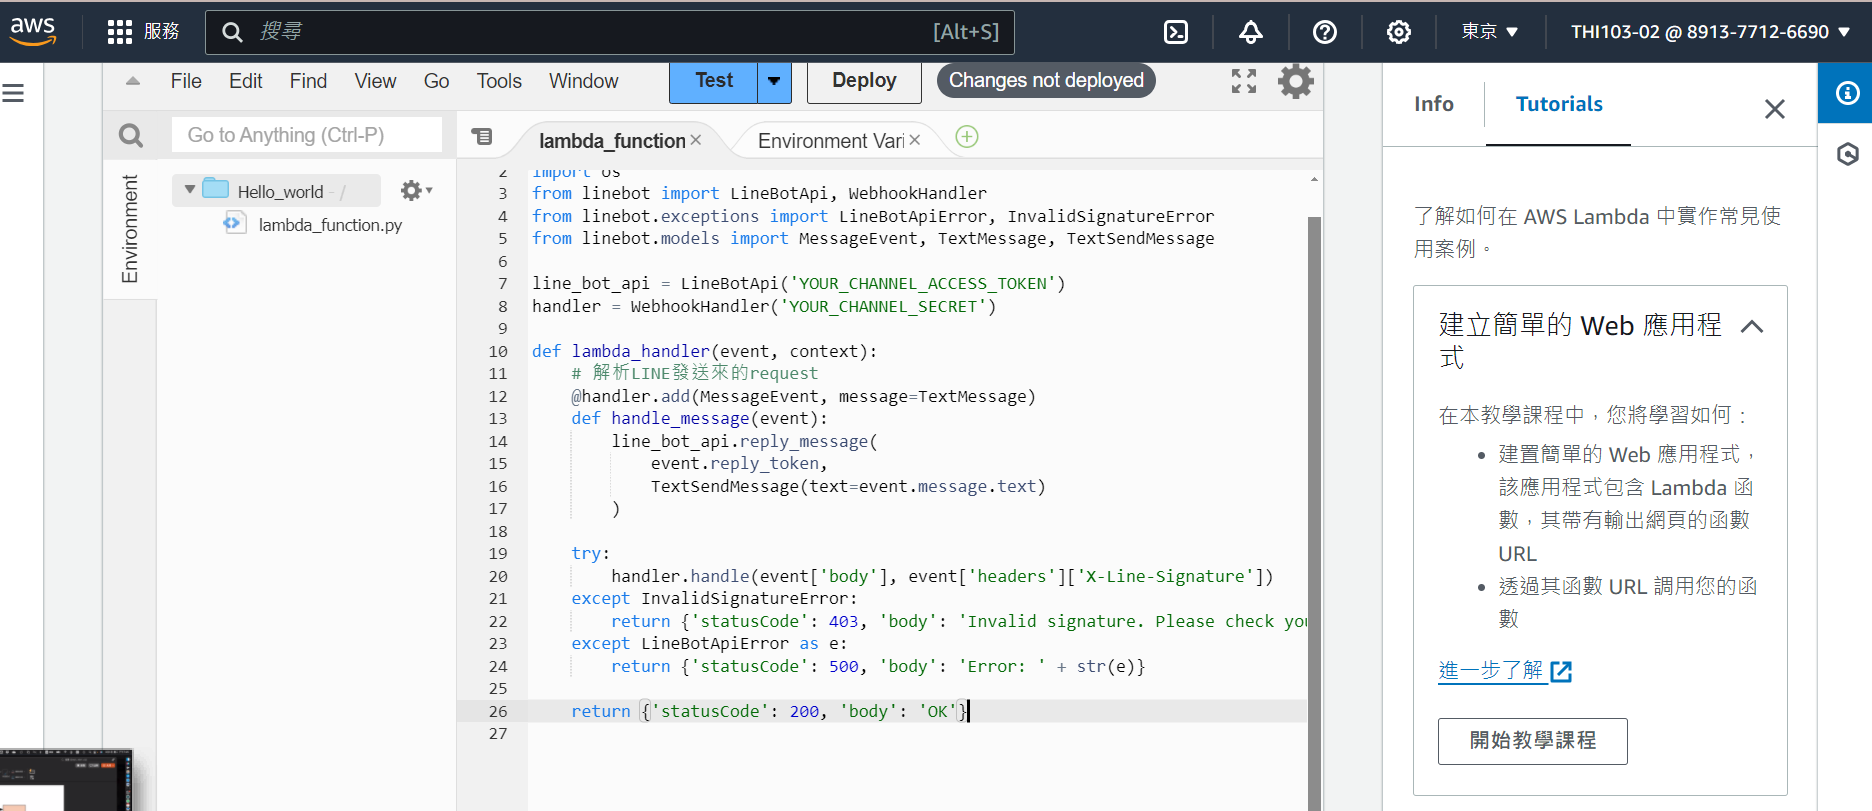 aws
服務
搜尋
[Alt+S]
東京
THI103-02 @ 8913-7712-6690
File Edit Find View Go Tools Window
Test
Deploy
Changes not deployed
Info
Tutorials
Go to Anything (Ctrl-P)
lambda_function
Environment Vari
Environment
Hello_world - /
lambda_function.py
2 import os
3 from linebot import LineBotApi, WebhookHandler
4 from linebot.exceptions import LineBotApiError, InvalidSignatureError
5 from linebot.models import MessageEvent, TextMessage, TextSendMessage
6
7 line_bot_api = LineBotApi('YOUR_CHANNEL_ACCESS_TOKEN')
8 handler = WebhookHandler('YOUR_CHANNEL_SECRET')
9
10 def lambda_handler(event, context):
11 # 解析LINE發送來的request
12 @handler.add(MessageEvent, message=TextMessage)
13 def handle_message(event):
14 line_bot_api.reply_message(
15 event.reply_token,
16 TextSendMessage(text=event.message.text)
17 )
18
19 try:
20 handler.handle(event['body'], event['headers']['X-Line-Signature'])
21 except InvalidSignatureError:
22 return {'statusCode': 403, 'body': 'Invalid signature. Please check you
23 except LineBotApiError as e:
24 return {'statusCode': 500, 'body': 'Error: ' + str(e)}
25
26 return {'statusCode': 200, 'body': 'OK'}
27
了解如何在 AWS Lambda 中實作常見使
用案例。
建立簡單的 Web 應用程
式
在本教學課程中，您將學習如何：
• 建置簡單的 Web 應用程式，
該應用程式包含 Lambda 函
數，其帶有輸出網頁的函數
URL
• 透過其函數 URL 調用您的函
數
進一步了解
開始教學課程